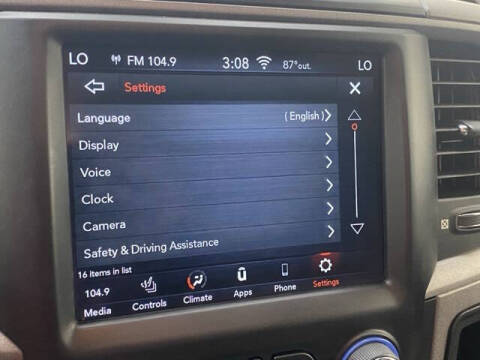 LO FM 104.9 3:08 87°out. LO
Settings X
Language ( English )
Display
Voice
Clock
Camera
Safety & Driving Assistance
16 Items in list
104.9
Media Controls Climate Apps Phone Settings